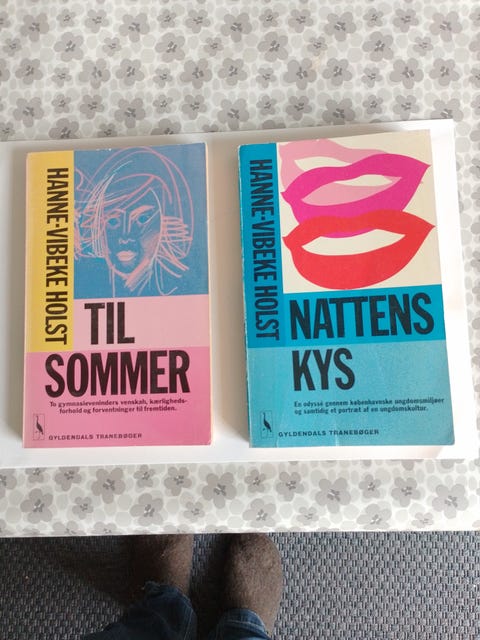 HANNE-VIBEKE HOLST
TIL
SOMMER
To gymnasieveninders venskab, kærligheds-
forhold og forventninger til fremtiden.
GYLDENDALS TRANEBØGER
HANNE-VIBEKE HOLST
NATTENS
KYS
En odyssé gennem københavnske ungdomsmiljøer
og samtidig et portræt af en ungdomskultur.
GYLDENDALS TRANEBØGER